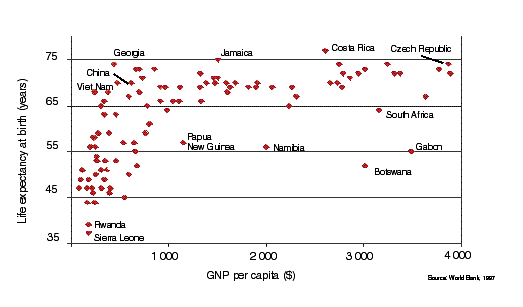 Georgia
Jamaica
Costa Rica
Czech Republic
China
Viet Nam
South Africa
Papua
New Guinea
Namibia
Gabon
Botswana
Rwanda
Sierra Leone
75
65
55
45
35
1 000
2 000
3 000
4 000
Life expectancy at birth (years)
GNP per capita ($)
Source: World Bank, 1997